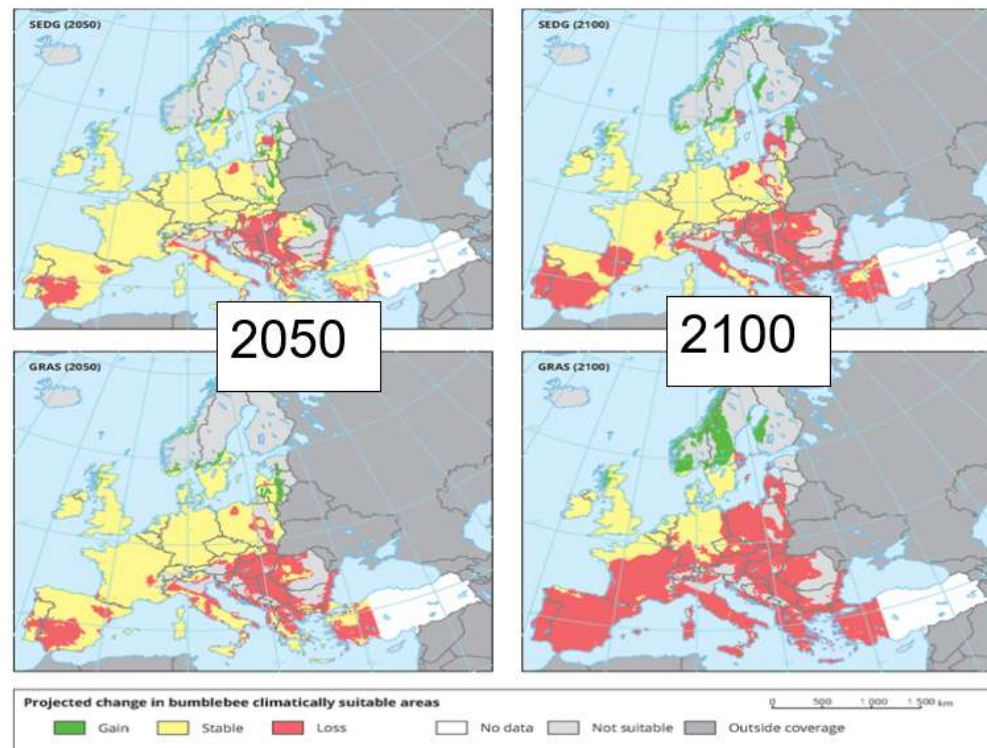 SEDG (2050)
SEDG (2100)
2050
2100
GRAS (2050)
GRAS (2100)
Projected change in bumblebee climatically suitable areas
0 500 1 000 1 500 km
Gain Stable Loss No data Not suitable Outside coverage